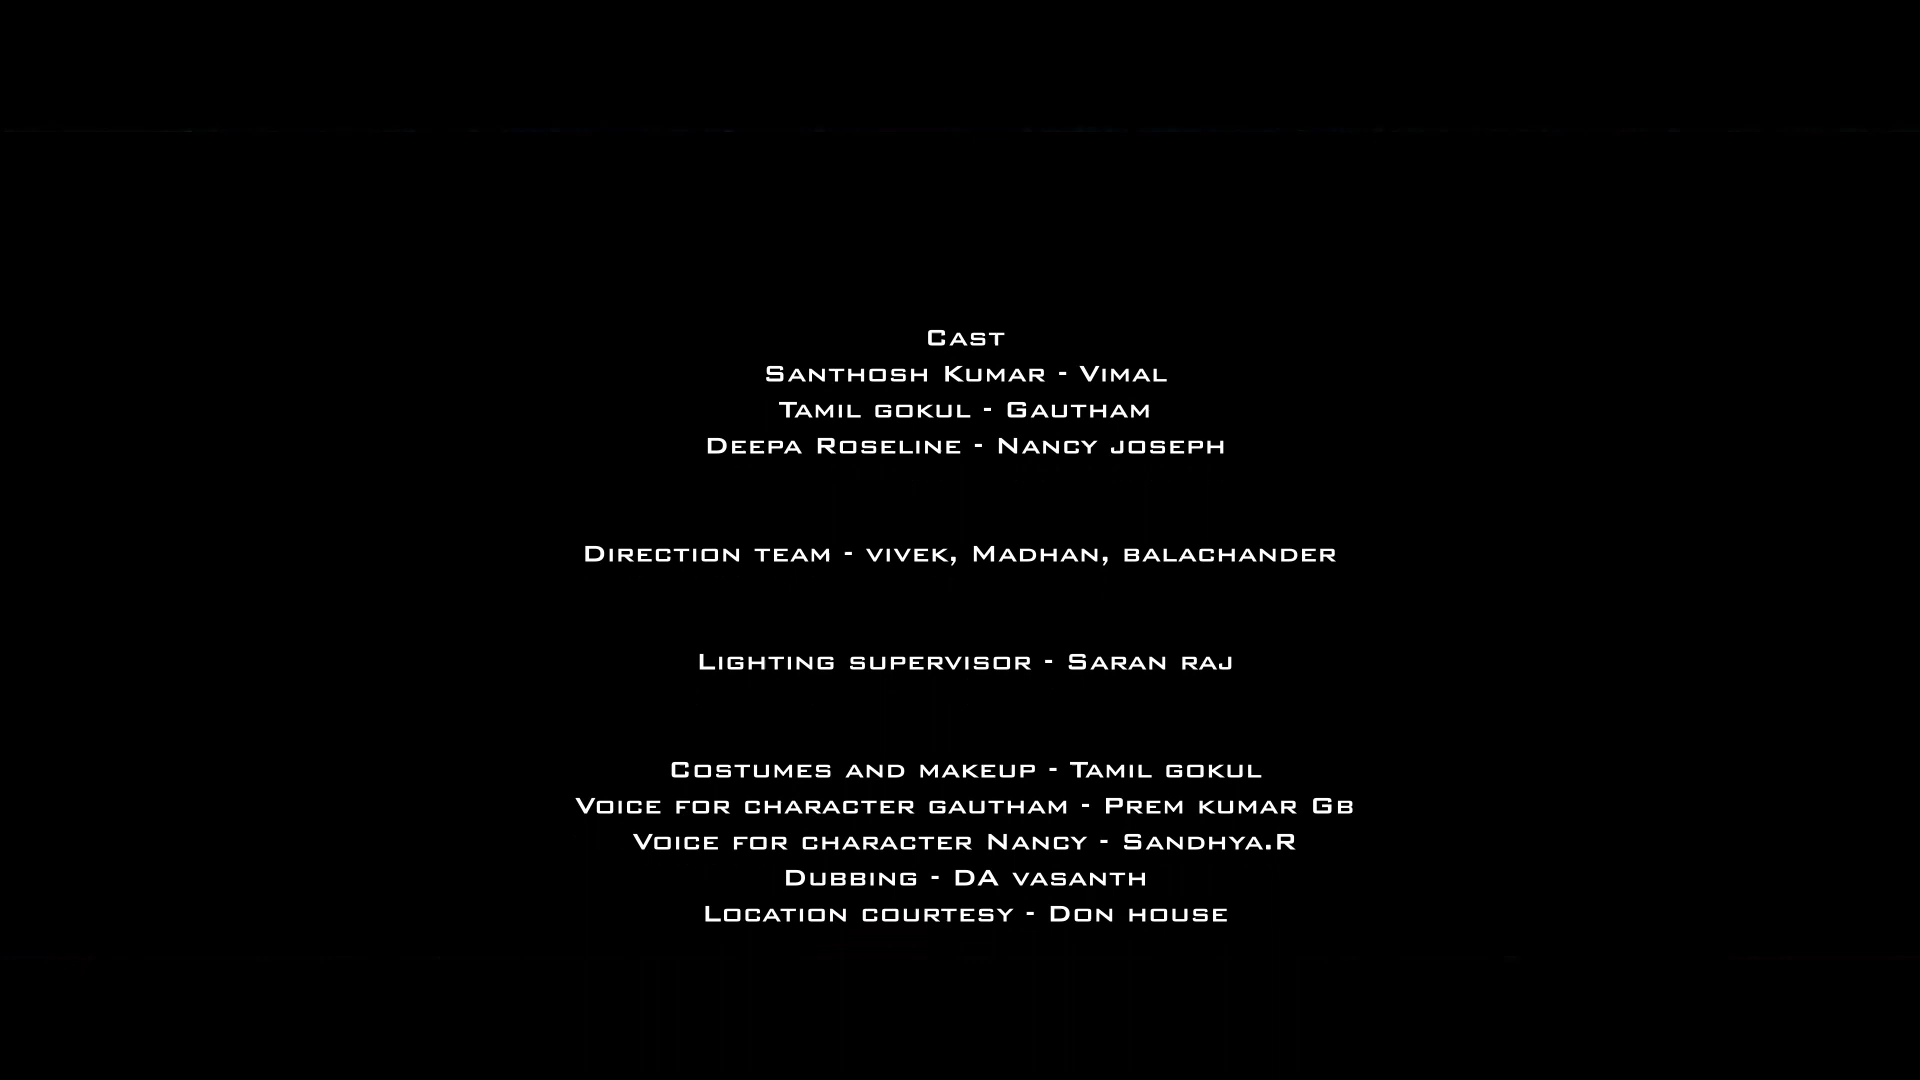 Cast
Santhosh Kumar - Vimal
Tamil gokul - Gautham
Deepa Roseline - Nancy joseph
Direction team - vivek, Madhan, balachander
Lighting supervisor - Saran raj
Costumes and makeup - Tamil gokul
Voice for character gautham - Prem kumar Gb
Voice for character Nancy - Sandhya.R
Dubbing - DA vasanth
Location courtesy - Don house